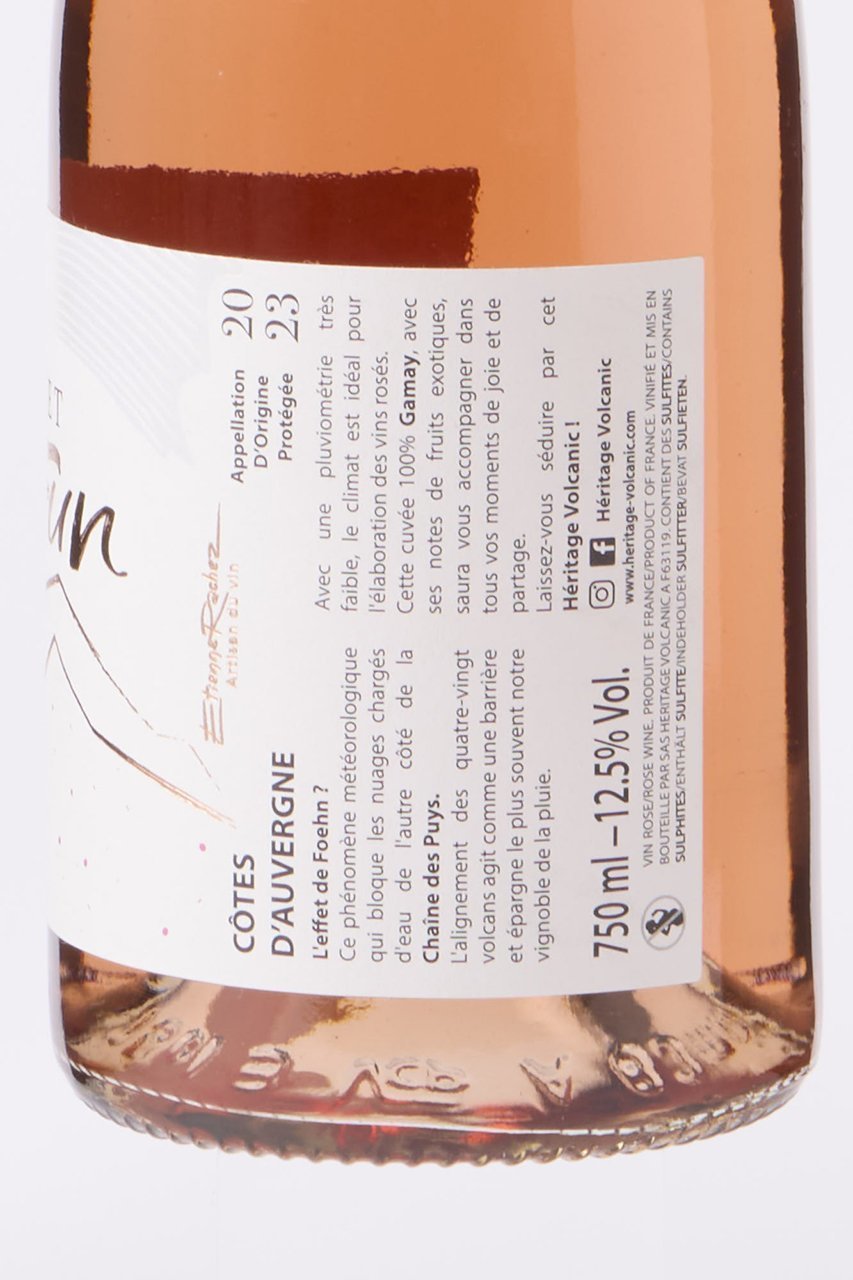 ET
un
Etienne Rachez
Artisan du vin
CÔTES
D'AUVERGNE
Appellation
D'Origine
Protégée
20
23
L'effet de Foehn ?
Ce phénomène météorologique
qui bloque les nuages chargés
d'eau de l'autre côté de la
Chaîne des Puys.
L'alignement des quatre-vingt
volcans agit comme une barrière
et épargne le plus souvent notre
vignoble de la pluie.
Avec une pluviométrie très
faible, le climat est idéal pour
l'élaboration des vins rosés.
Cette cuvée 100% Gamay, avec
ses notes de fruits exotiques,
saura vous accompagner dans
tous vos moments de joie et de
partage.
Laissez-vous séduire par cet
Héritage Volcanic !
Héritage Volcanic
www.heritage-volcanic.com
750 ml – 12.5% Vol.
VIN ROSE/ROSE WINE. PRODUIT DE FRANCE/PRODUCT OF FRANCE. VINIFIÉ ET MIS EN
BOUTEILLE PAR SAS HERITAGE VOLCANIC A F63119. CONTIENT DES SULFITES/CONTAINS
SULPHITES/ENTHÄLT SULFITE/INDEHOLDER SULFITTER/BEVAT SULFIETEN.